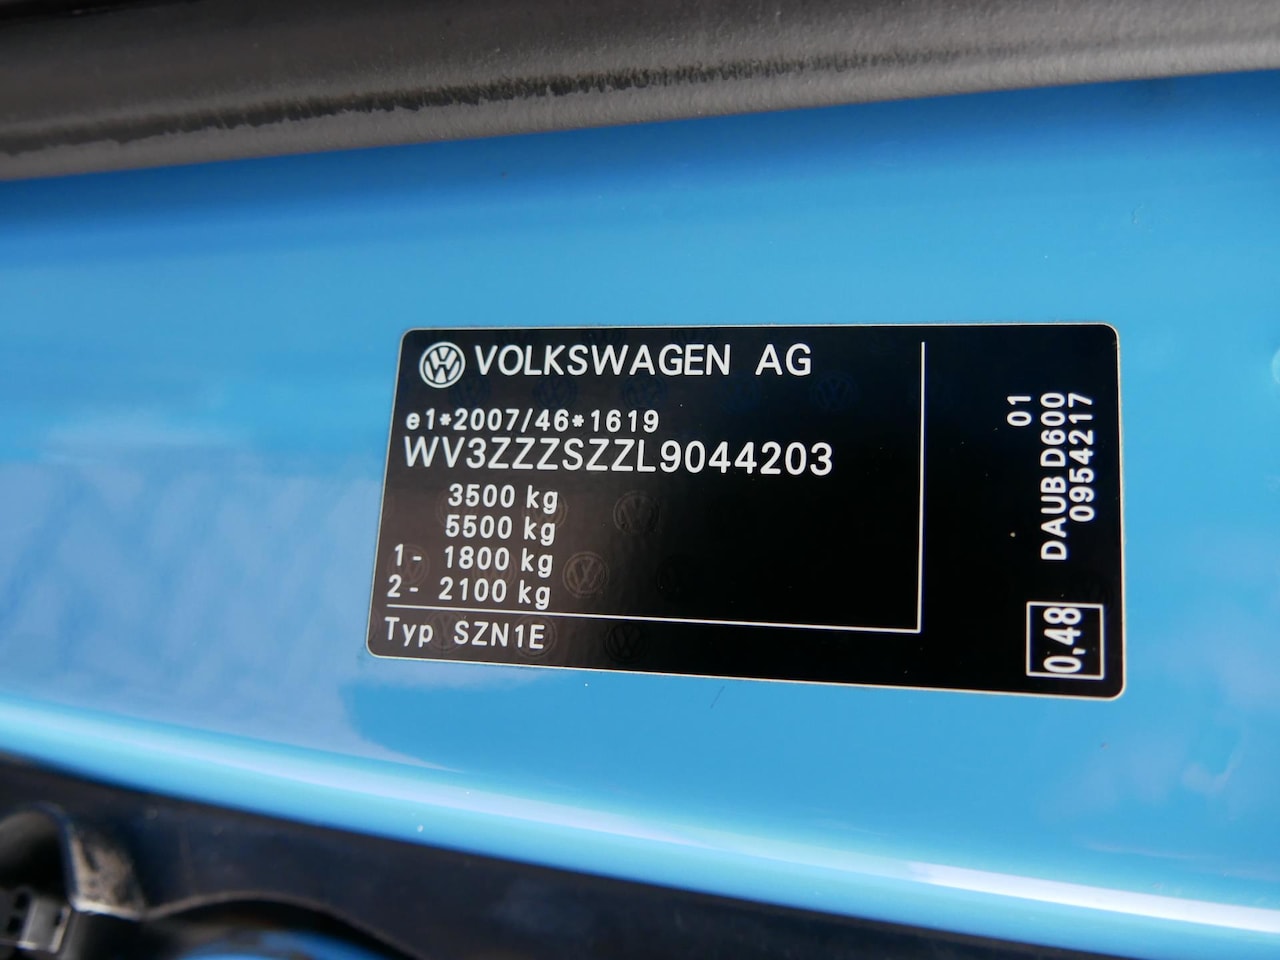 VOLKSWAGEN AG
e1*2007/46*1619
WV3ZZZSZZL9044203
3500 kg
5500 kg
1- 1800 kg
2- 2100 kg
Typ SZN1E
01
DAUB D600
0954217
0,48